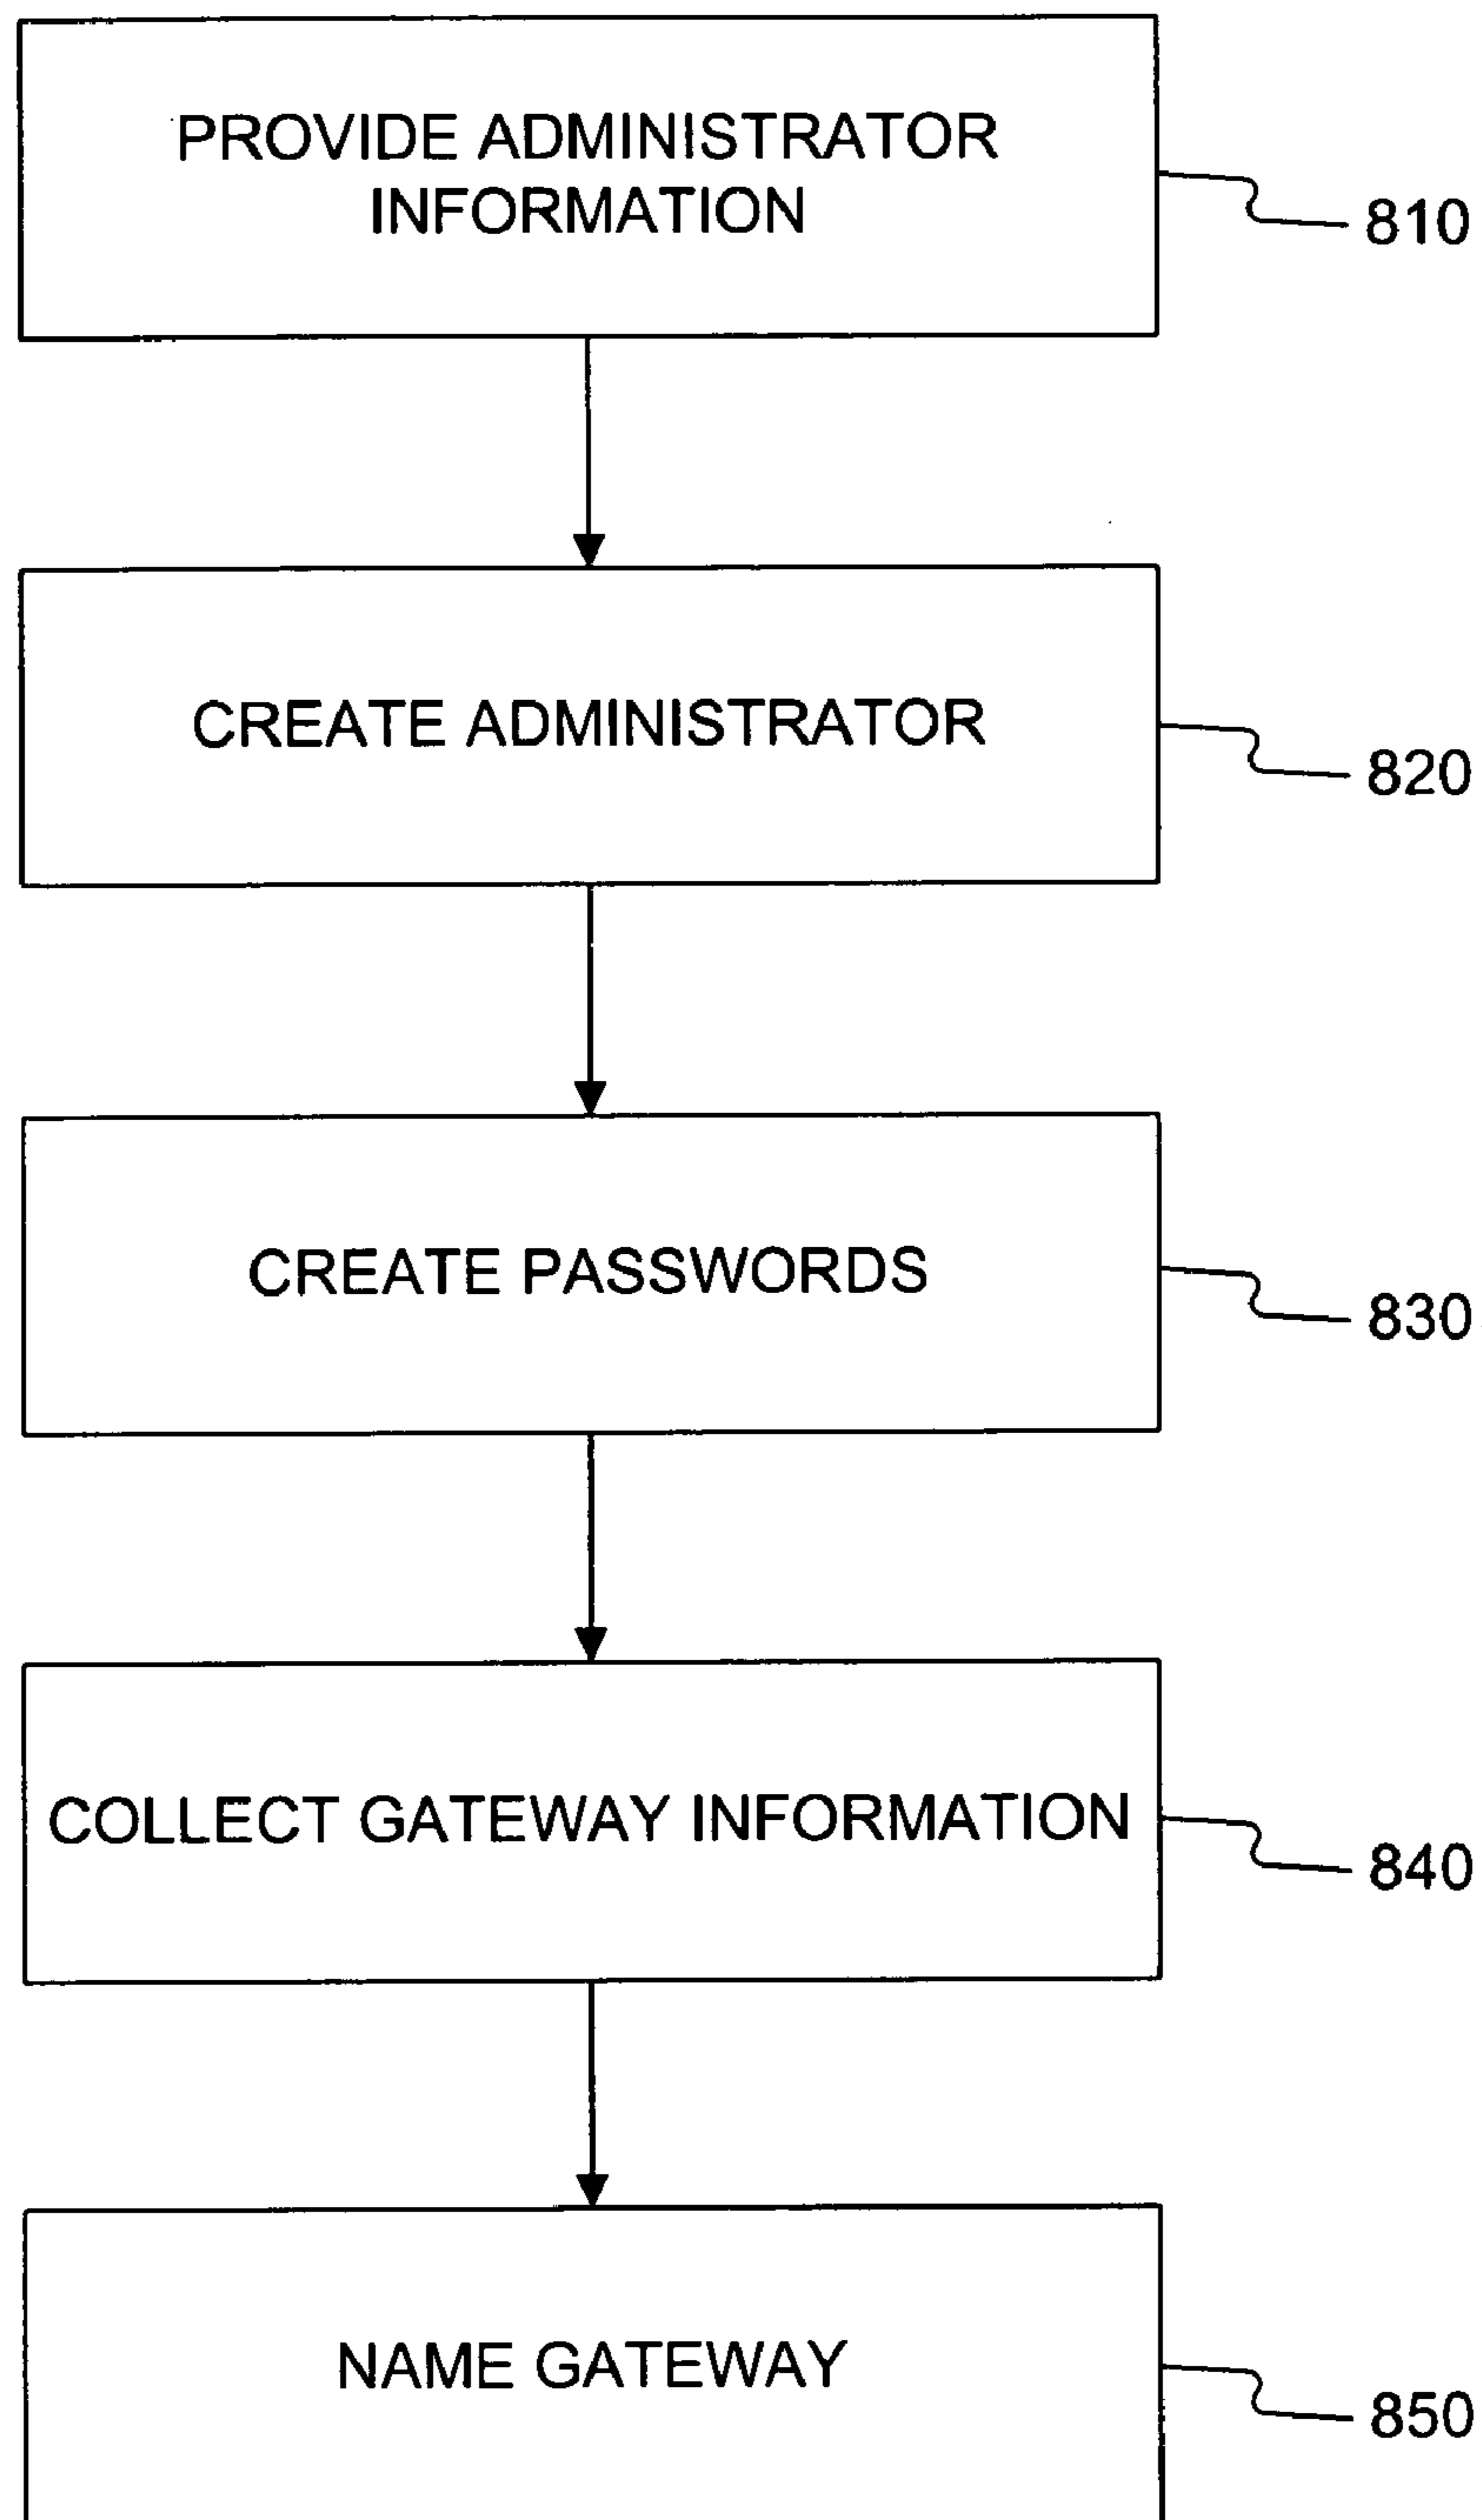 PROVIDE ADMINISTRATOR
INFORMATION
810
CREATE ADMINISTRATOR
820
CREATE PASSWORDS
830
COLLECT GATEWAY INFORMATION
840
NAME GATEWAY
850